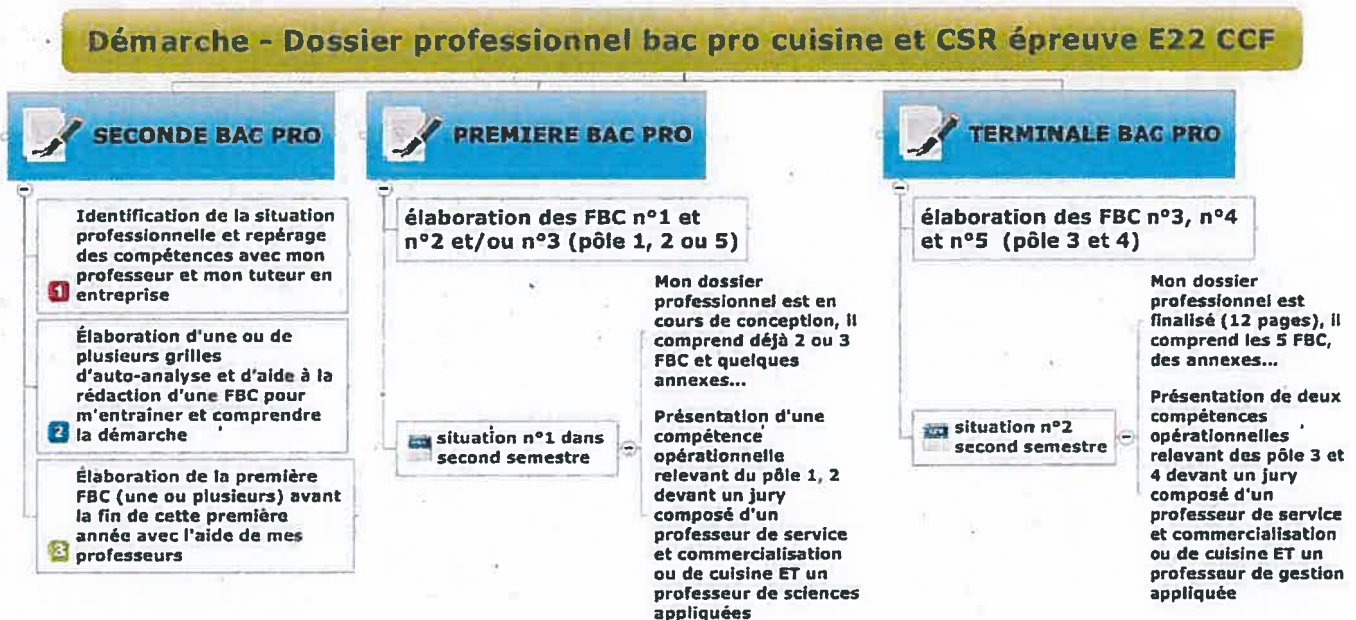 Démarche - Dossier professionnel bac pro cuisine et CSR épreuve E22 CCF
SECONDE BAC PRO
Identification de la situation
professionnelle et repérage
des compétences avec mon
professeur et mon tuteur en
1 entreprise
Élaboration d'une ou de
plusieurs grilles
d'auto-analyse et d'aide à la
rédaction d'une FBC pour
m'entrainer et comprendre
2 la démarche
Élaboration de la première
FBC (une ou plusieurs) avant
la fin de cette première
année avec l'aide de mes
3 professeurs
PREMIERE BAC PRO
élaboration des FBC n°1 et
n°2 et/ou n°3 (pôle 1, 2 ou 5)
situation n°1 dans
second semestre
Mon dossier
professionnel est en
cours de conception, il
comprend déjà 2 ou 3
FBC et quelques
annexes...
Présentation d'une
compétence
opérationnelle
relevant du pôle 1, 2
devant un jury
composé d'un
professeur de service
et commercialisation
ou de cuisine ET un
professeur de sciences
appliquées
TERMINALE BAC PRO
élaboration des FBC n°3, n°4
et n°5 (pôle 3 et 4)
situation n°2
second semestre
Mon dossier
professionnel est
finalisé (12 pages), il
comprend les 5 FBC,
des annexes...
Présentation de deux
compétences
opérationnelles
relevant des pôle 3 et
4 devant un jury
composé d'un
professeur de service
et commercialisation
ou de cuisine ET un
professeur de gestion
appliquée